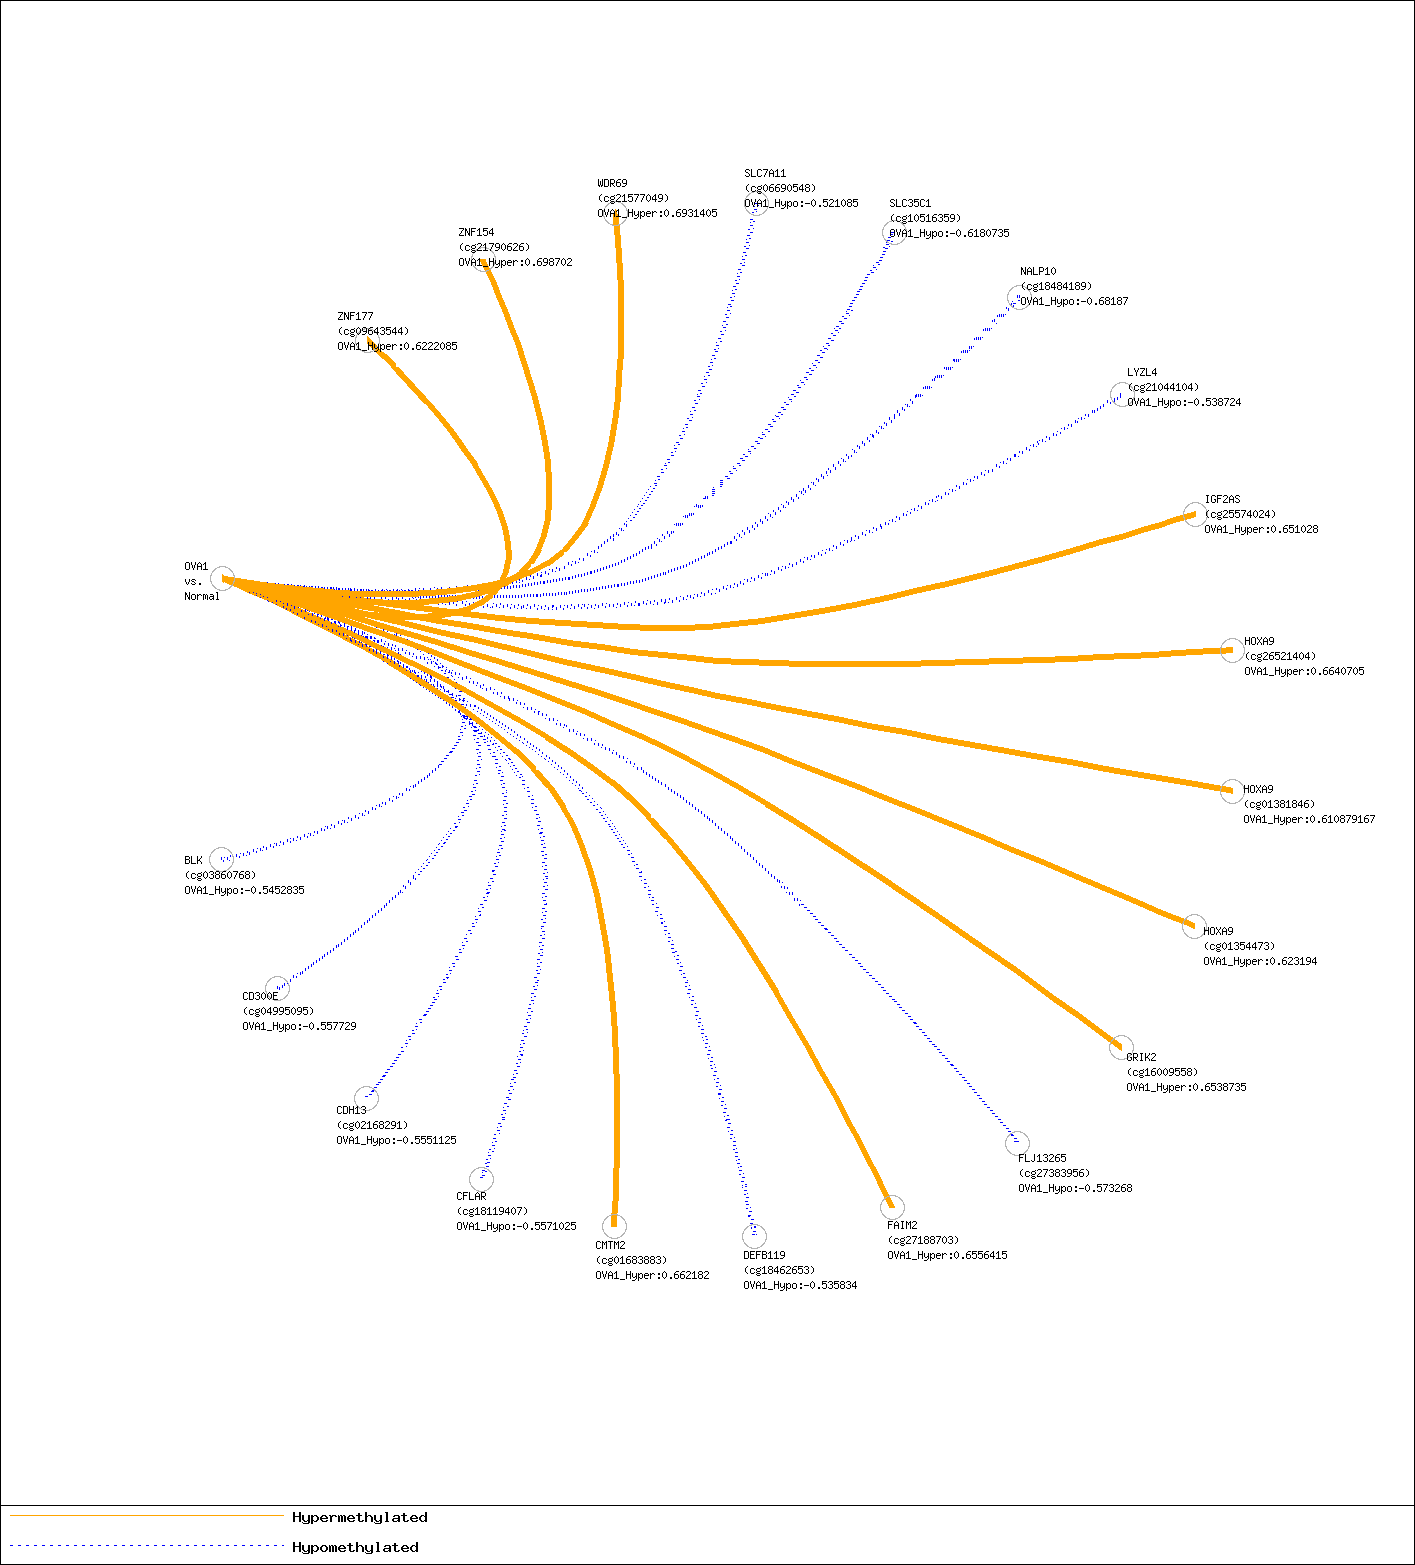 SLC7A11
(cg06690548)
OVA1_Hypo:-0.521085
WDR69
(cg21577049)
OVA1_Hyper:0.6931405
SLC35C1
(cg10516359)
OVA1_Hypo:-0.6180735
ZNF154
(cg21790626)
OVA1_Hyper:0.698702
NALP10
(cg18484189)
OVA1_Hypo:-0.68187
ZNF177
(cg09643544)
OVA1_Hyper:0.6222085
LYZL4
(cg21044104)
OVA1_Hypo:-0.538724
IGF2AS
(cg25574024)
OVA1_Hyper:0.651028
OVA1
vs.
Normal
HOXA9
(cg26521404)
OVA1_Hyper:0.6640705
HOXA9
(cg01381846)
OVA1_Hyper:0.610879167
BLK
(cg03860768)
OVA1_Hypo:-0.5452835
HOXA9
(cg01354473)
OVA1_Hyper:0.623194
CD300E
(cg04995095)
OVA1_Hypo:-0.557729
GRIK2
(cg16009558)
OVA1_Hyper:0.6538735
CDH13
(cg02168291)
OVA1_Hypo:-0.5551125
FLJ13265
(cg27383956)
OVA1_Hypo:-0.573268
CFLAR
(cg18119407)
OVA1_Hypo:-0.5571025
FAIM2
(cg27188703)
OVA1_Hyper:0.6556415
CMTM2
(cg01683883)
OVA1_Hyper:0.662182
DEFB119
(cg18462653)
OVA1_Hypo:-0.535834
Hypermethylated
Hypomethylated